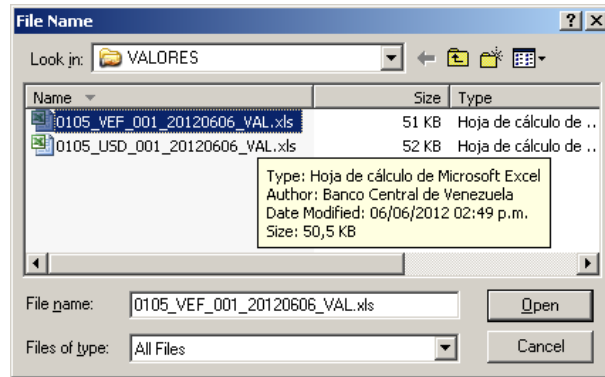 File Name
Look in: VALORES
Name Size Type
0105_VEF_001_20120606_VAL.xls 51 KB Hoja de cálculo de ..
0105_USD_001_20120606_VAL.xls 52 KB Hoja de cálculo de ..
Type: Hoja de cálculo de Microsoft Excel
Author: Banco Central de Venezuela
Date Modified: 06/06/2012 02:49 p.m.
Size: 50,5 KB
File name: 0105_VEF_001_20120606_VAL.xls Open
Files of type: All Files Cancel